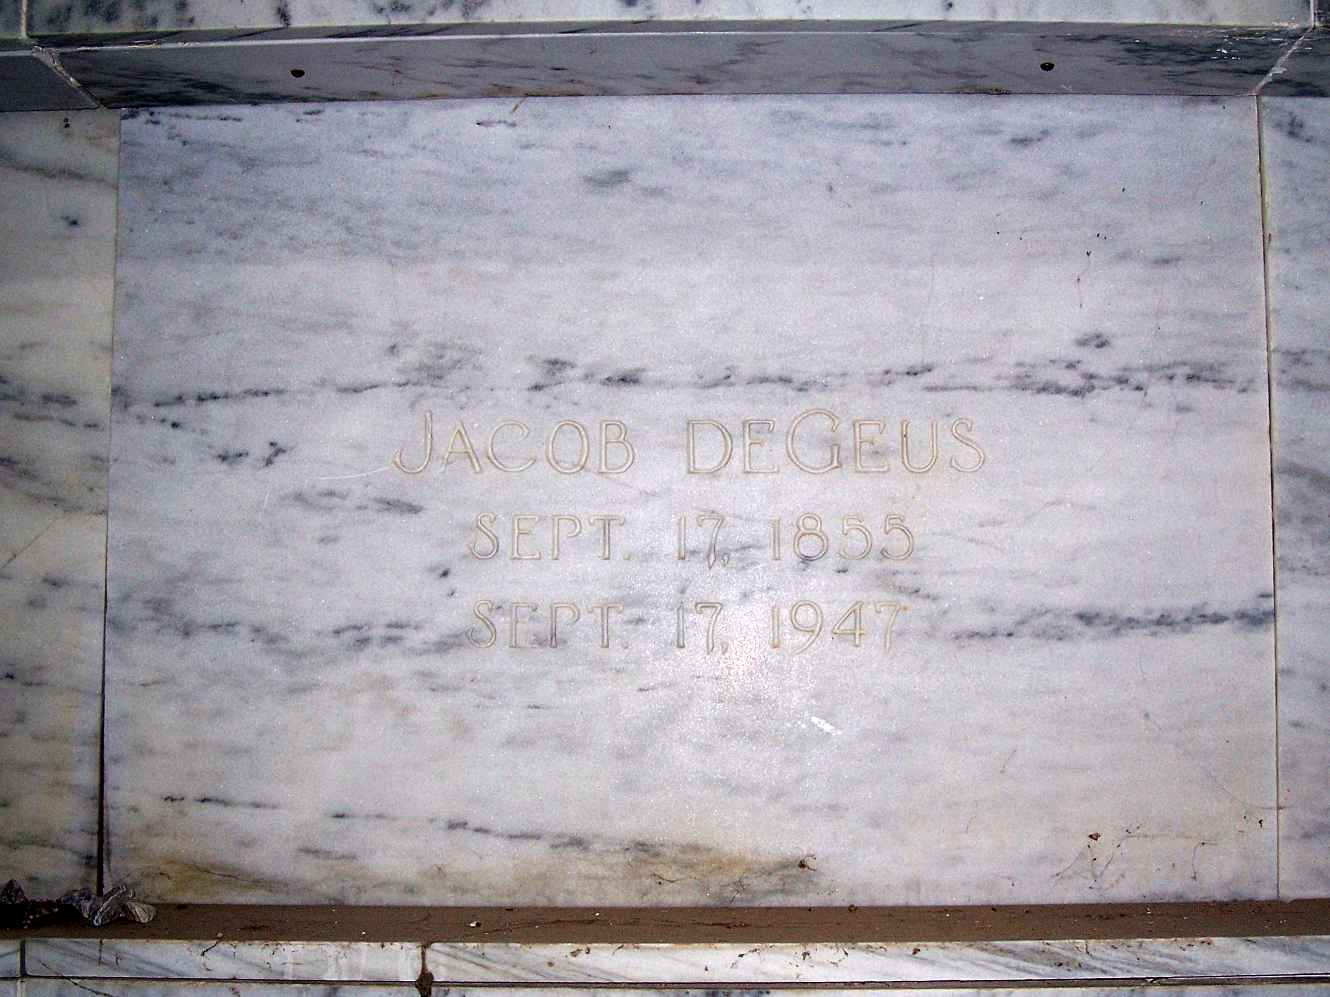 JACOB DEGEUS
SEPT. 17, 1855
SEPT. 17, 1947